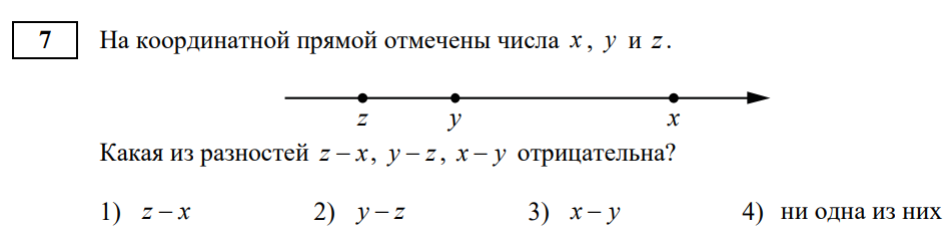 7 На координатной прямой отмечены числа x, y и z.
z y x
Какая из разностей z − x, y − z, x − y отрицательна?
1) z − x 2) y − z 3) x − y 4) ни одна из них